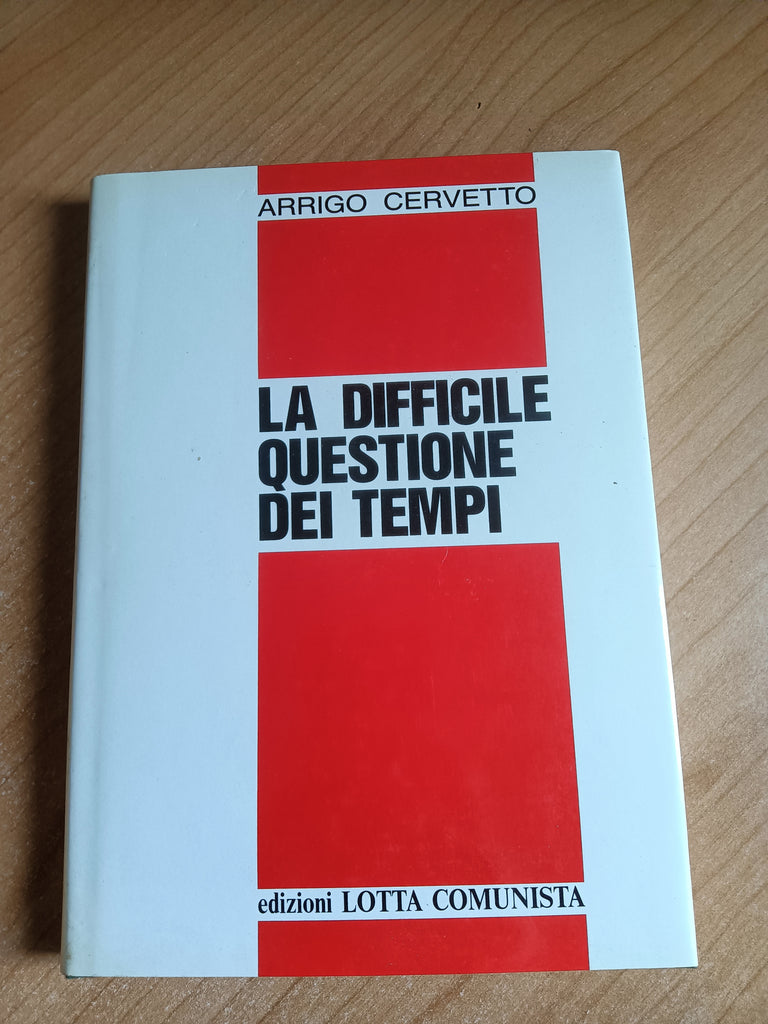 ARRIGO CERVETTO
LA DIFFICILE
QUESTIONE
DEI TEMPI
edizioni LOTTA COMUNISTA